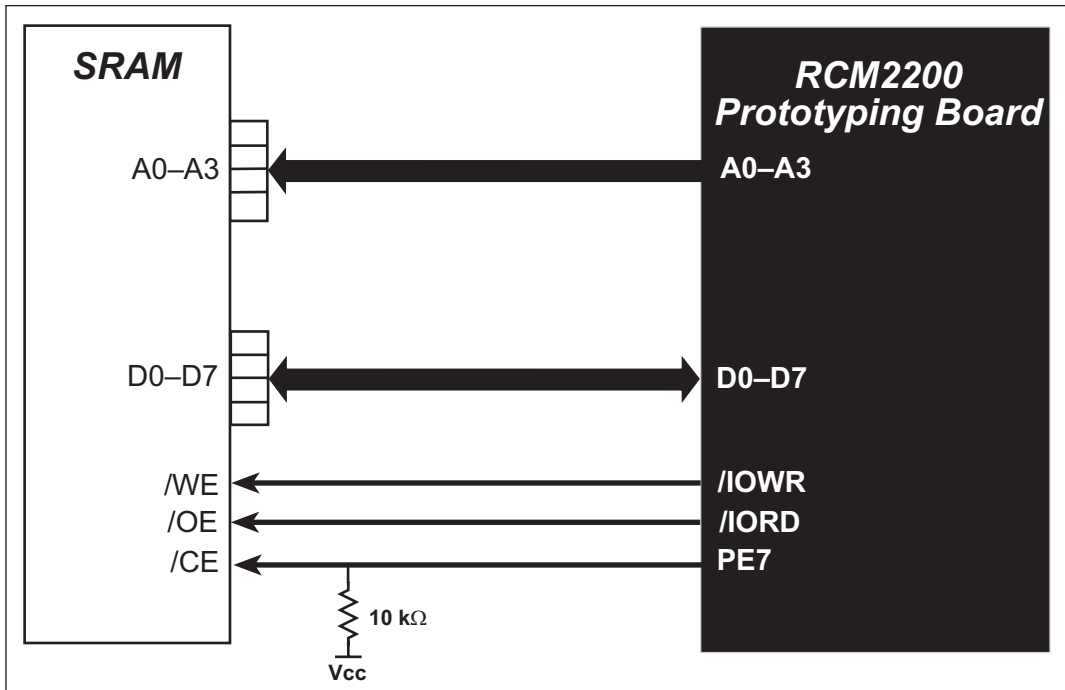 SRAM
RCM2200
Prototyping Board
A0–A3
A0–A3
D0–D7
D0–D7
/WE
/IOWR
/OE
/IORD
/CE
PE7
10 kΩ
Vcc